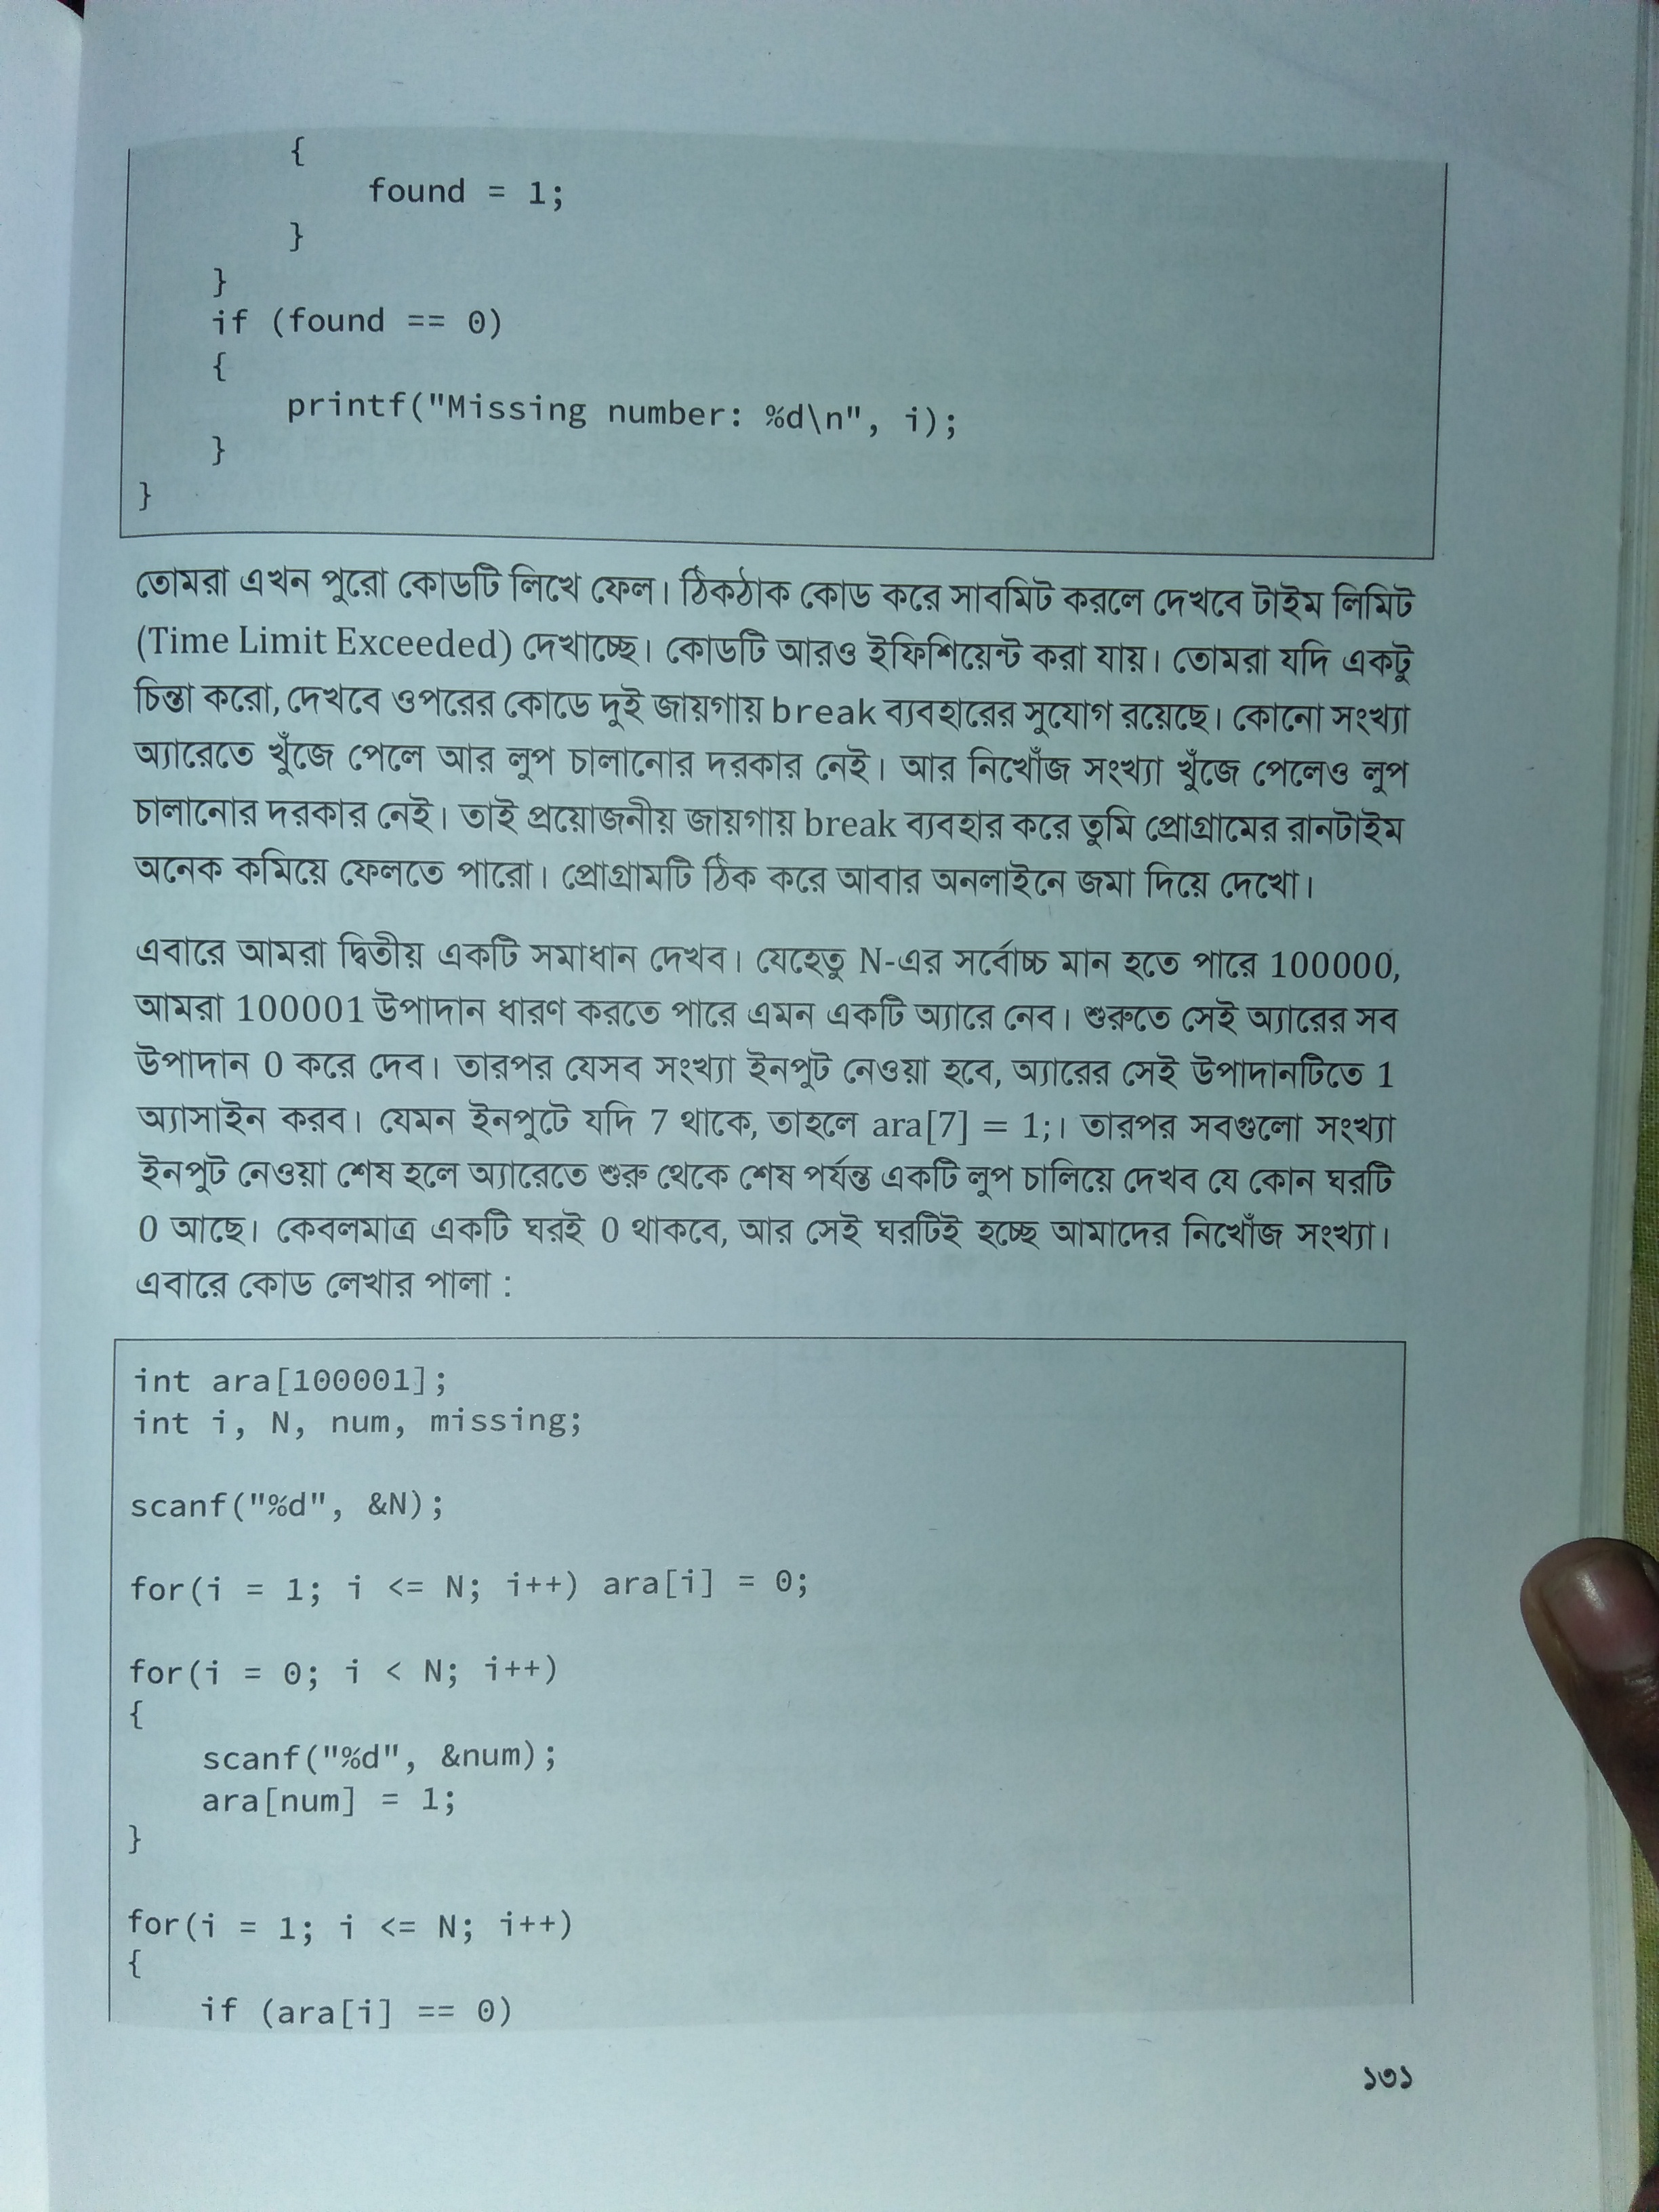 {
found = 1;
}
}
if (found == 0)
{
printf("Missing number: %d\n", i);
}
}
তোমরা এখন পুরো কোডটি লিখে ফেল। ঠিকঠাক কোড করে সাবমিট করলে দেখবে টাইম লিমিট
(Time Limit Exceeded) দেখাচ্ছে। কোডটি আরও ইফিশিয়েন্ট করা যায়। তোমরা যদি একটু
চিন্তা করো, দেখবে ওপরের কোডে দুই জায়গায় break ব্যবহারের সুযোগ রয়েছে। কোনো সংখ্যা
অ্যারেতে খুঁজে পেলে আর লুপ চালানোর দরকার নেই। আর নিখোঁজ সংখ্যা খুঁজে পেলেও লুপ
চালানোর দরকার নেই। তাই প্রয়োজনীয় জায়গায় break ব্যবহার করে তুমি প্রোগ্রামের রানটাইম
অনেক কমিয়ে ফেলতে পারো। প্রোগ্রামটি ঠিক করে আবার অনলাইনে জমা দিয়ে দেখো।
এবারে আমরা দ্বিতীয় একটি সমাধান দেখব। যেহেতু N-এর সর্বোচ্চ মান হতে পারে 100000,
আমরা 100001 উপাদান ধারণ করতে পারে এমন একটি অ্যারে নেব। শুরুতে সেই অ্যারের সব
উপাদান 0 করে দেব। তারপর যেসব সংখ্যা ইনপুট নেওয়া হবে, অ্যারের সেই উপাদানটিতে 1
অ্যাসাইন করব। যেমন ইনপুটে যদি 7 থাকে, তাহলে ara[7] = 1;। তারপর সবগুলো সংখ্যা
ইনপুট নেওয়া শেষ হলে অ্যারেতে শুরু থেকে শেষ পর্যন্ত একটি লুপ চালিয়ে দেখব যে কোন ঘরটি
0 আছে। কেবলমাত্র একটি ঘরই 0 থাকবে, আর সেই ঘরটিই হচ্ছে আমাদের নিখোঁজ সংখ্যা।
এবারে কোড লেখার পালা :
int ara[100001];
int i, N, num, missing;
scanf("%d", &N);
for(i = 1; i <= N; i++) ara[i] = 0;
for(i = 0; i < N; i++)
{
scanf("%d", &num);
ara[num] = 1;
}
for(i = 1; i <= N; i++)
{
if (ara[i] == 0)
১৩১